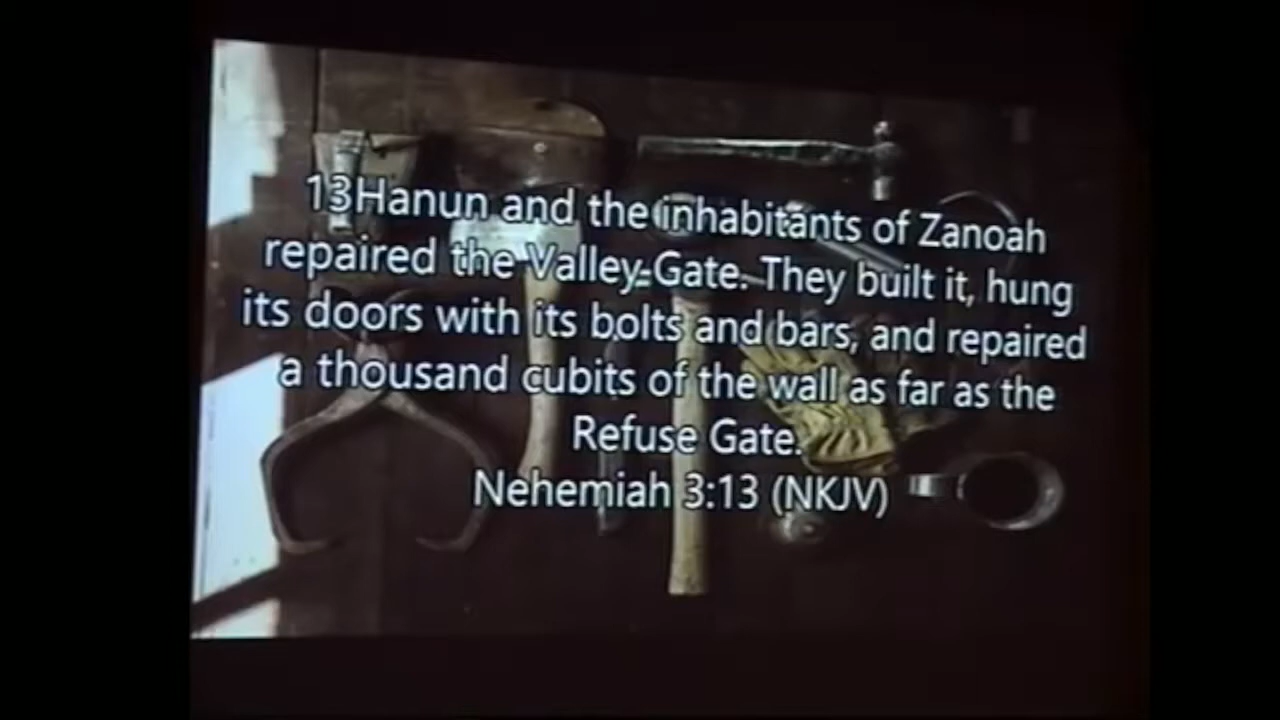 13Hanun and the inhabitants of Zanoah
repaired the Valley Gate. They built it, hung
its doors with its bolts and bars, and repaired
a thousand cubits of the wall as far as the
Refuse Gate.
Nehemiah 3:13 (NKJV)